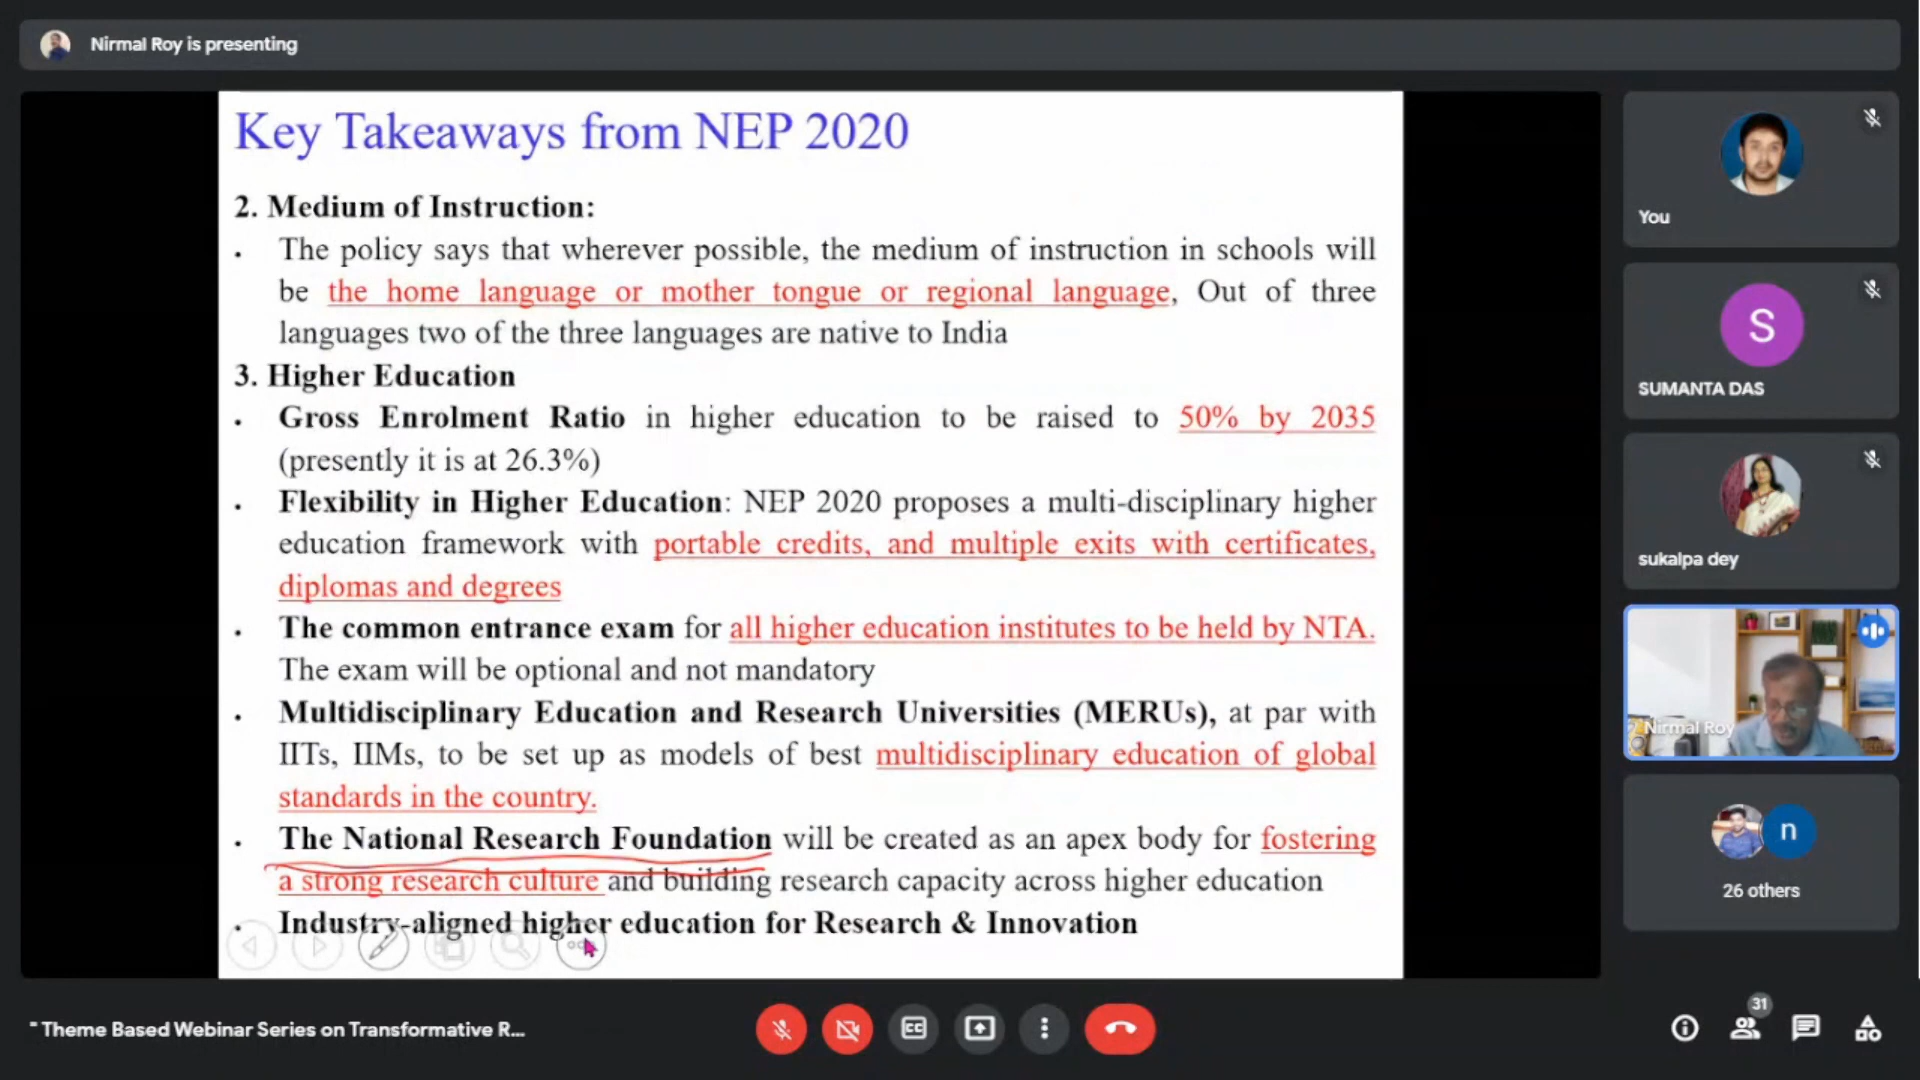 Nirmal Roy is presenting
Key Takeaways from NEP 2020
2. Medium of Instruction:
• The policy says that wherever possible, the medium of instruction in schools will
be the home language or mother tongue or regional language, Out of three
languages two of the three languages are native to India
3. Higher Education
• Gross Enrolment Ratio in higher education to be raised to 50% by 2035
(presently it is at 26.3%)
• Flexibility in Higher Education: NEP 2020 proposes a multi-disciplinary higher
education framework with portable credits, and multiple exits with certificates,
diplomas and degrees
• The common entrance exam for all higher education institutes to be held by NTA.
The exam will be optional and not mandatory
• Multidisciplinary Education and Research Universities (MERUs), at par with
IITs, IIMs, to be set up as models of best multidisciplinary education of global
standards in the country.
• The National Research Foundation will be created as an apex body for fostering
a strong research culture and building research capacity across higher education
• Industry-aligned higher education for Research & Innovation
You
S
SUMANTA DAS
sukalpa dey
Nirmal Roy
n
26 others
" Theme Based Webinar Series on Transformative R...
CC
31